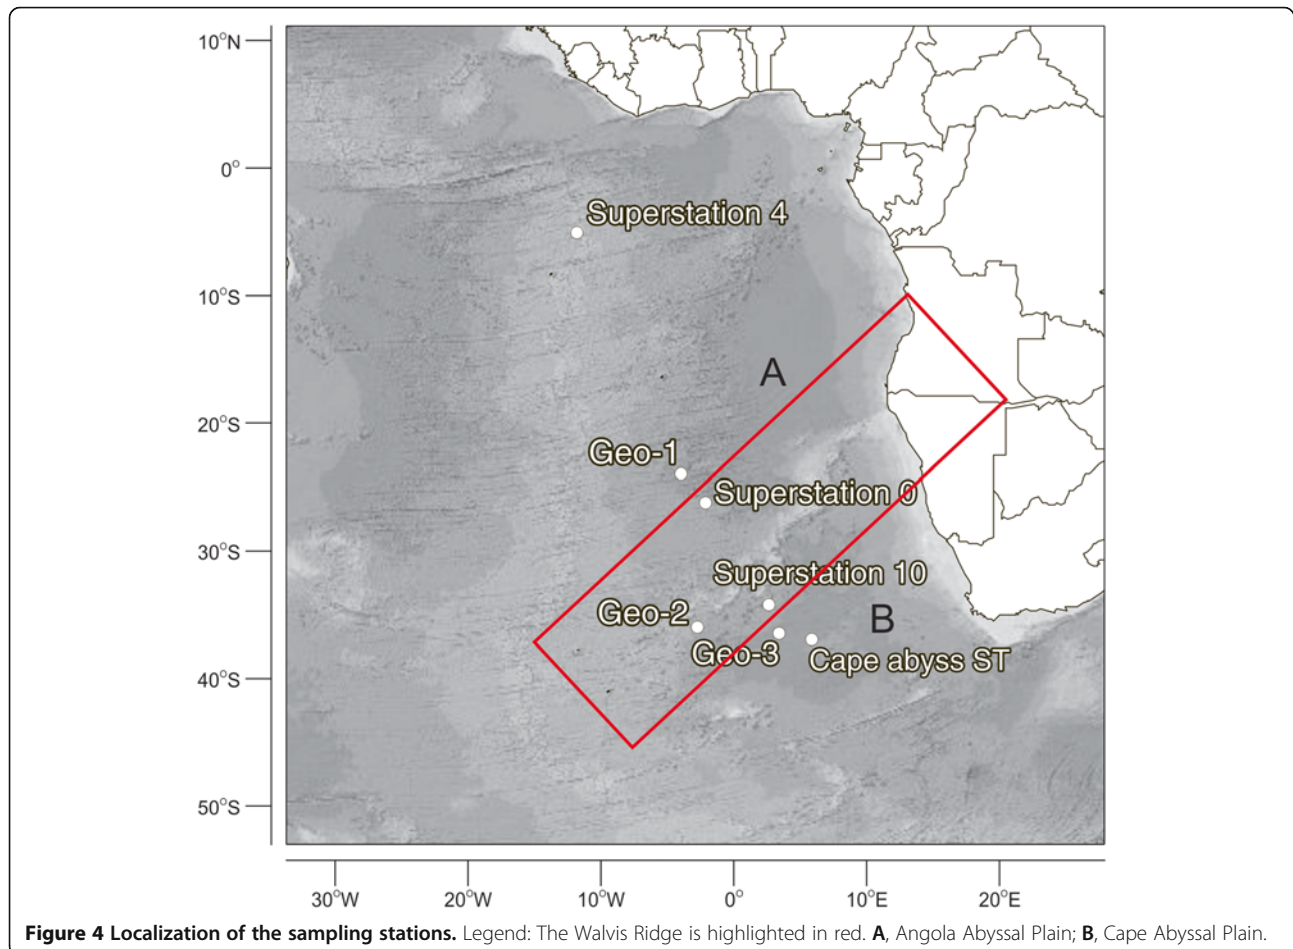 10°N
0°
10°S
20°S
30°S
40°S
50°S
Superstation 4
A
Geo-1
Superstation 0
Superstation 10
Geo-2
B
Geo-3
Cape abyss ST
30°W
20°W
10°W
0°
10°E
20°E
Figure 4 Localization of the sampling stations. Legend: The Walvis Ridge is highlighted in red. A, Angola Abyssal Plain; B, Cape Abyssal Plain.